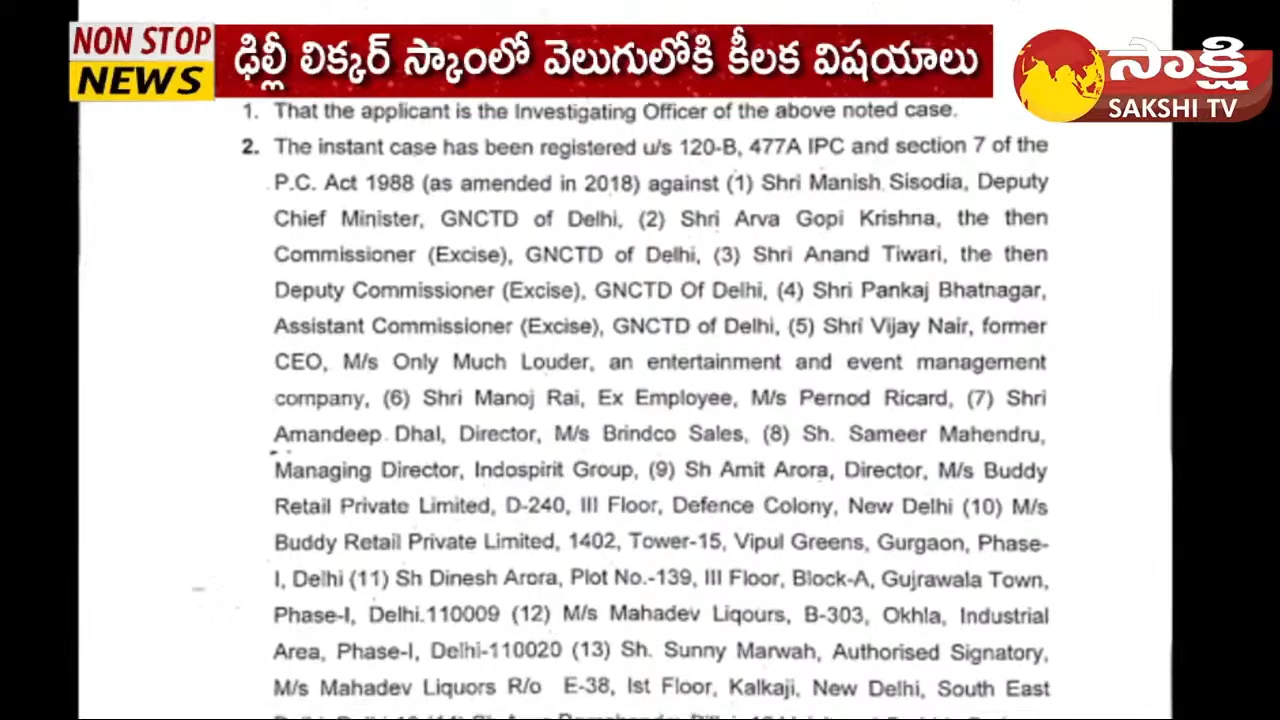 NON STOP
NEWS
ఢిల్లీ లిక్కర్ స్కాంలో వెలుగులోకి కీలక విషయాలు
సాక్షి
SAKSHI TV
1. That the applicant is the Investigating Officer of the above noted case.
2. The instant case has been registered u/s 120-B, 477A IPC and section 7 of the
P.C. Act 1988 (as amended in 2018) against (1) Shri Manish Sisodia, Deputy
Chief Minister, GNCTD of Delhi, (2) Shri Arva Gopi Krishna, the then
Commissioner (Excise), GNCTD of Delhi, (3) Shri Anand Tiwari, the then
Deputy Commissioner (Excise), GNCTD Of Delhi, (4) Shri Pankaj Bhatnagar,
Assistant Commissioner (Excise), GNCTD of Delhi, (5) Shri Vijay Nair, former
CEO, M/s Only Much Louder, an entertainment and event management
company, (6) Shri Manoj Rai, Ex Employee, M/s Pernod Ricard, (7) Shri
Amandeep Dhal, Director, M/s Brindco Sales, (8) Sh. Sameer Mahendru,
Managing Director, Indospirit Group, (9) Sh Amit Arora, Director, M/s Buddy
Retail Private Limited, D-240, III Floor, Defence Colony, New Delhi (10) M/s
Buddy Retail Private Limited, 1402, Tower-15, Vipul Greens, Gurgaon, Phase-
I, Delhi (11) Sh Dinesh Arora, Plot No.-139, III Floor, Block-A, Gujrawala Town,
Phase-I, Delhi.110009 (12) M/s Mahadev Liqours, B-303, Okhla, Industrial
Area, Phase-I, Delhi-110020 (13) Sh. Sunny Marwah, Authorised Signatory,
M/s Mahadev Liquors R/o E-38, Ist Floor, Kalkaji, New Delhi, South East